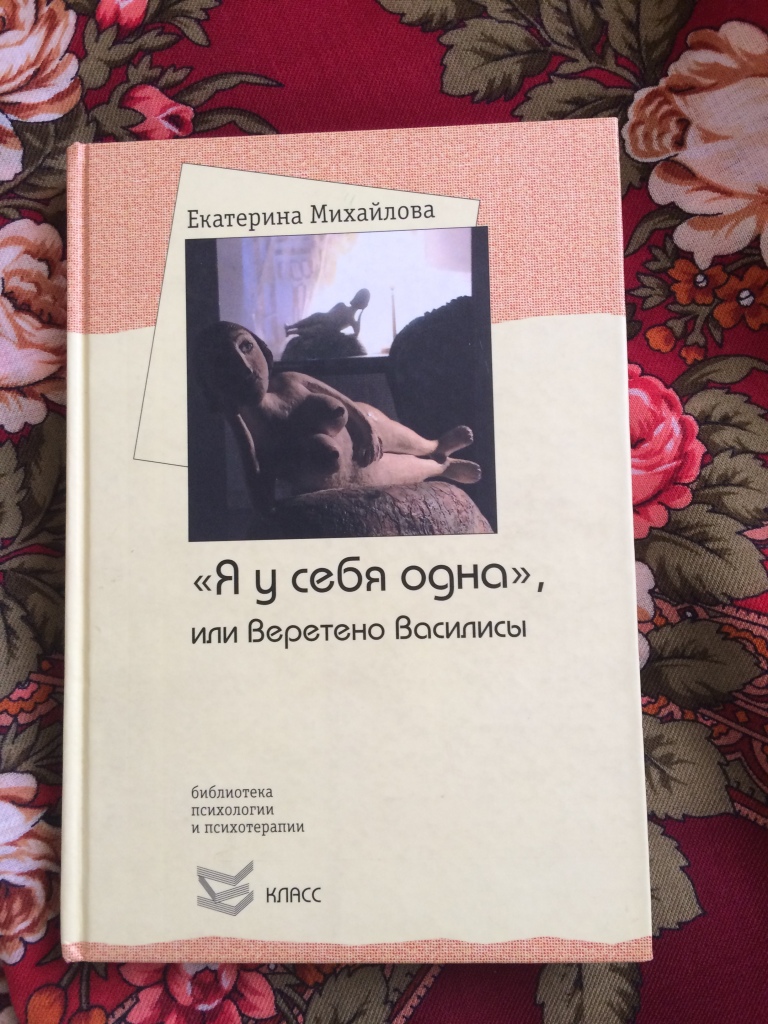 Екатерина Михайлова
«Я у себя одна»,
или Веретено Василисы
библиотека
психологии
и психотерапии
КЛАСС